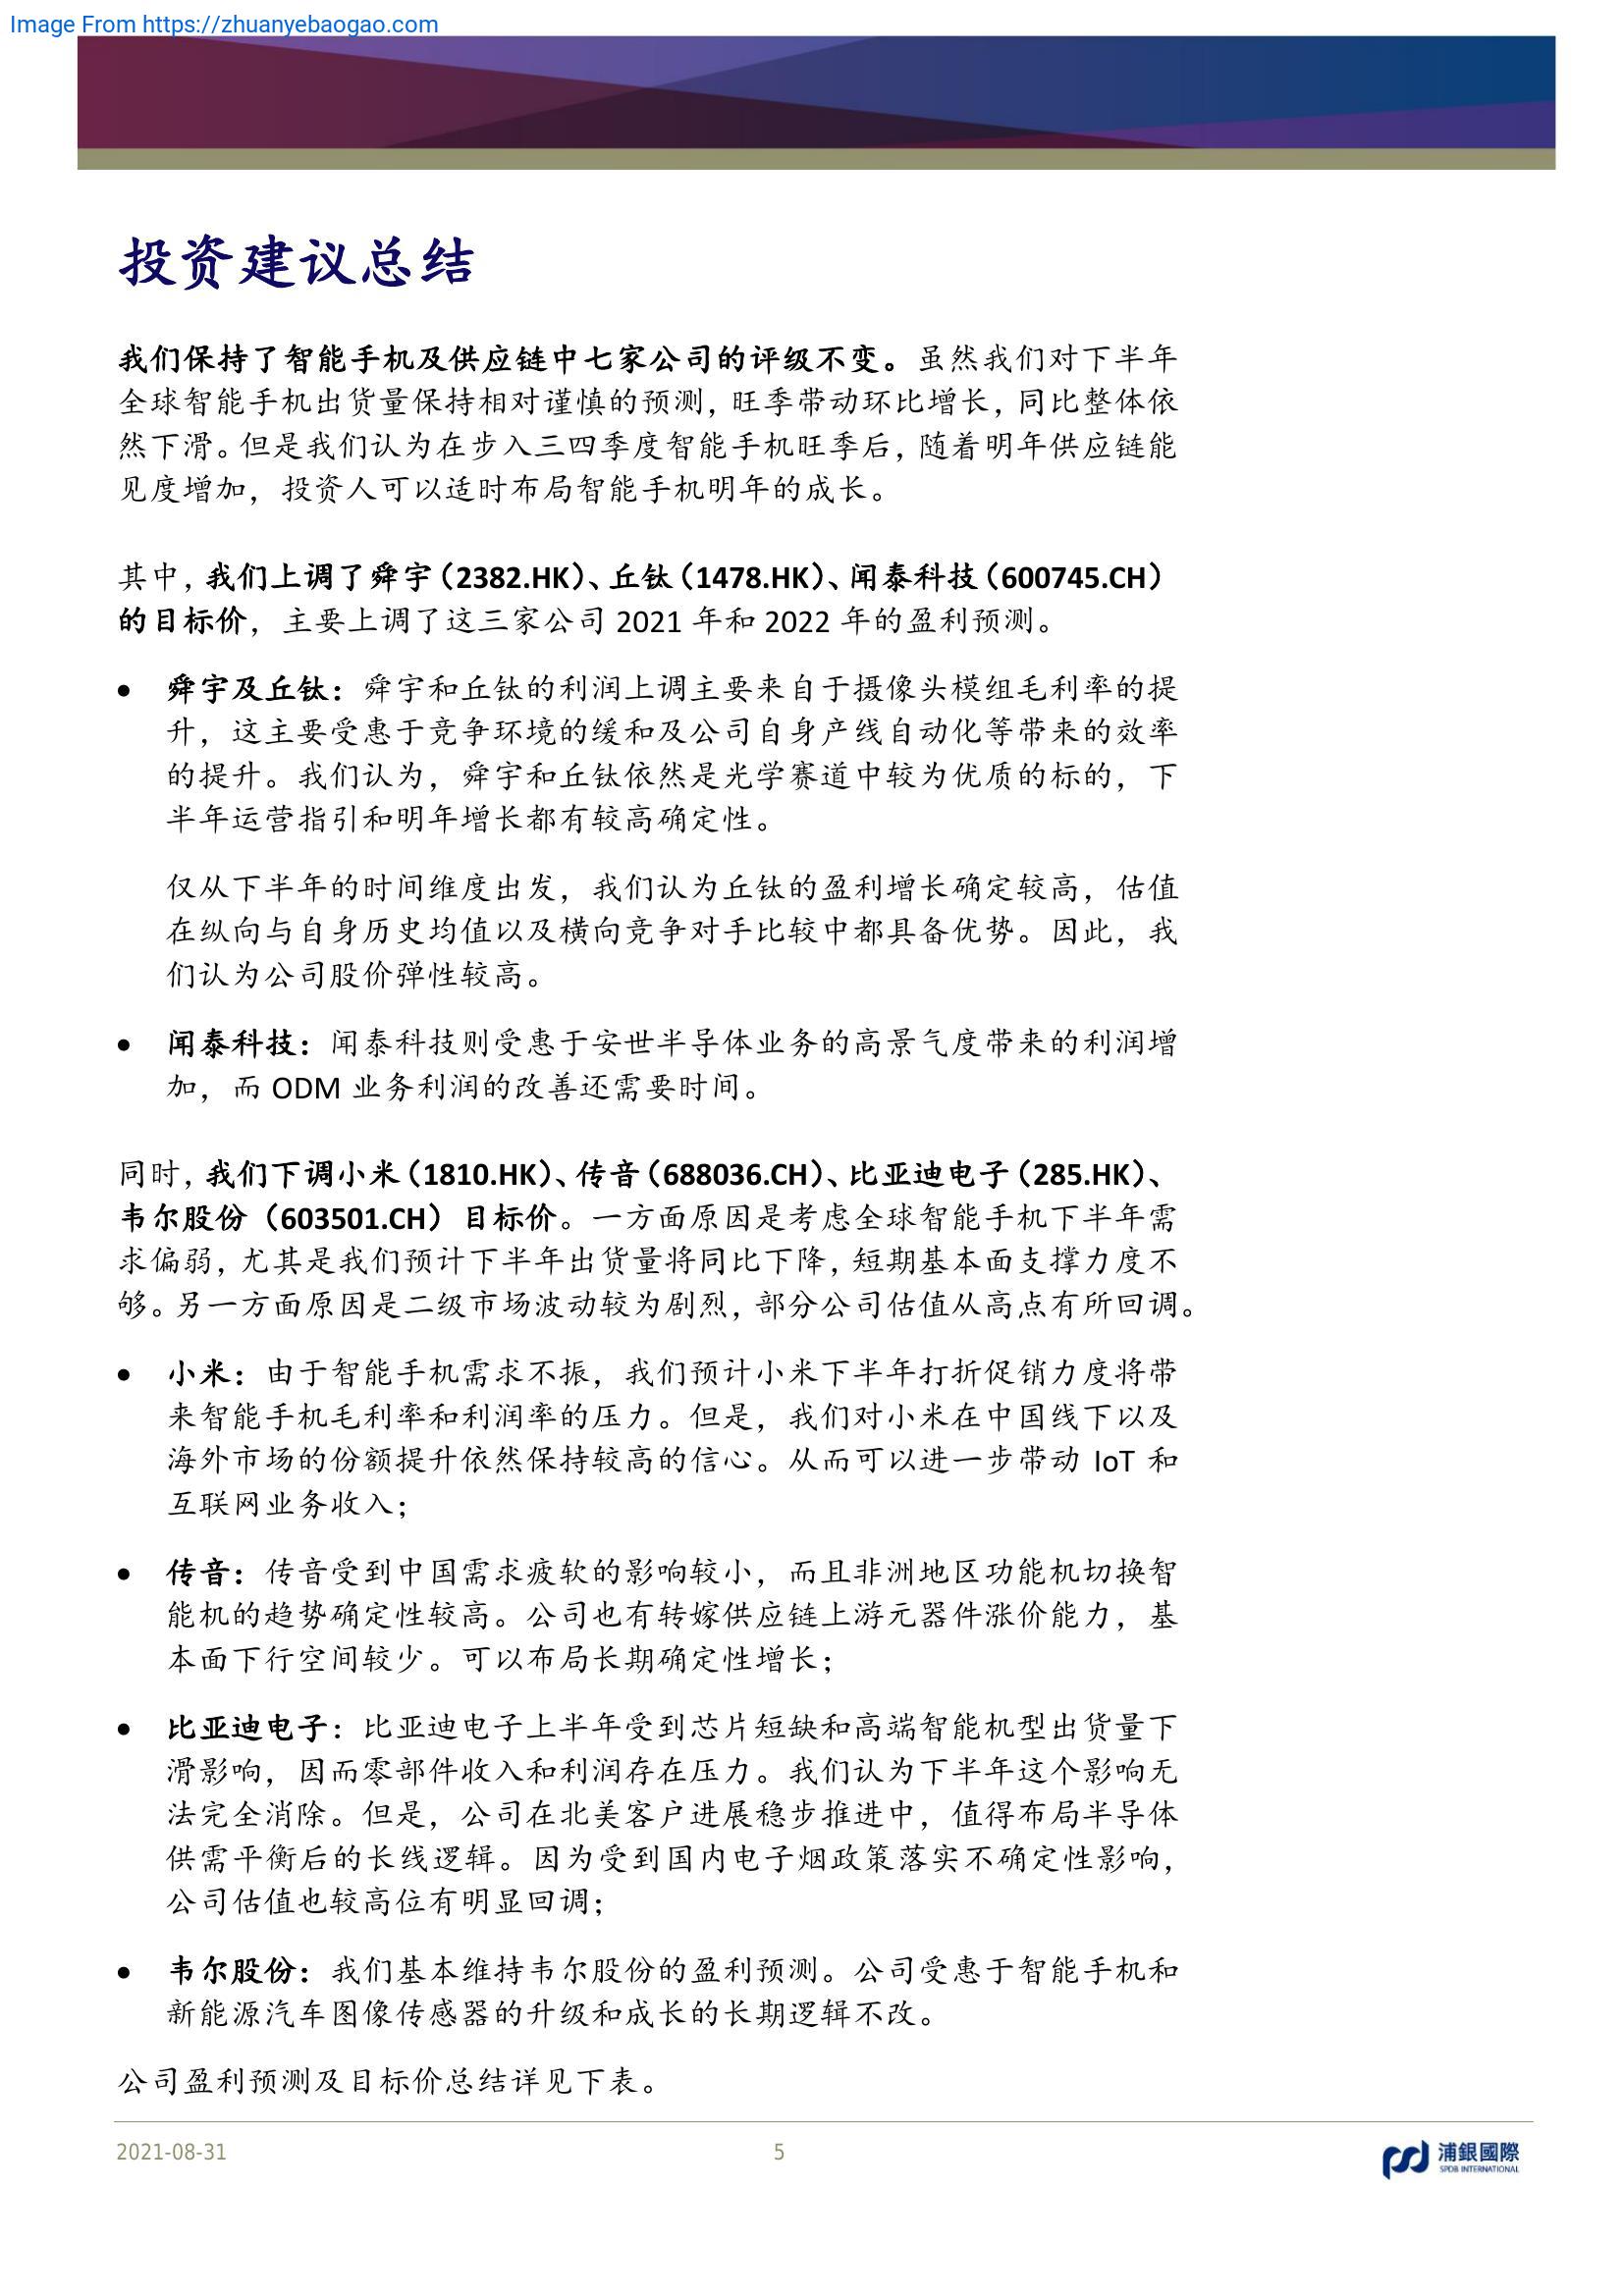 Image From https://zhuanyebaogao.com
投资建议总结
我们保持了智能手机及供应链中七家公司的评级不变。虽然我们对下半年
全球智能手机出货量保持相对谨慎的预测，旺季带动环比增长，同比整体依
然下滑。但是我们认为在步入三四季度智能手机旺季后，随着明年供应链能
见度增加，投资人可以适时布局智能手机明年的成长。
其中，我们上调了舜宇（2382.HK）、丘钛（1478.HK）、闻泰科技（600745.CH）
的目标价，主要上调了这三家公司 2021 年和 2022 年的盈利预测。
• 舜宇及丘钛：舜宇和丘钛的利润上调主要来自于摄像头模组毛利率的提
升，这主要受惠于竞争环境的缓和及公司自身产线自动化等带来的效率
的提升。我们认为，舜宇和丘钛依然是光学赛道中较为优质的标的，下
半年运营指引和明年增长都有较高确定性。
仅从下半年的时间维度出发，我们认为丘钛的盈利增长确定较高，估值
在纵向与自身历史均值以及横向竞争对手比较中都具备优势。因此，我
们认为公司股价弹性较高。
• 闻泰科技：闻泰科技则受惠于安世半导体业务的高景气度带来的利润增
加，而 ODM 业务利润的改善还需要时间。
同时，我们下调小米（1810.HK）、传音（688036.CH）、比亚迪电子（285.HK）、
韦尔股份（603501.CH）目标价。一方面原因是考虑全球智能手机下半年需
求偏弱，尤其是我们预计下半年出货量将同比下降，短期基本面支撑力度不
够。另一方面原因是二级市场波动较为剧烈，部分公司估值从高点有所回调。
• 小米：由于智能手机需求不振，我们预计小米下半年打折促销力度将带
来智能手机毛利率和利润率的压力。但是，我们对小米在中国线下以及
海外市场的份额提升依然保持较高的信心。从而可以进一步带动 IoT 和
互联网业务收入；
• 传音：传音受到中国需求疲软的影响较小，而且非洲地区功能机切换智
能机的趋势确定性较高。公司也有转嫁供应链上游元器件涨价能力，基
本面下行空间较少。可以布局长期确定性增长；
• 比亚迪电子：比亚迪电子上半年受到芯片短缺和高端智能机型出货量下
滑影响，因而零部件收入和利润存在压力。我们认为下半年这个影响无
法完全消除。但是，公司在北美客户进展稳步推进中，值得布局半导体
供需平衡后的长线逻辑。因为受到国内电子烟政策落实不确定性影响，
公司估值也较高位有明显回调；
• 韦尔股份：我们基本维持韦尔股份的盈利预测。公司受惠于智能手机和
新能源汽车图像传感器的升级和成长的长期逻辑不改。
公司盈利预测及目标价总结详见下表。
2021-08-31
5
浦銀國際
SPDB INTERNATIONAL